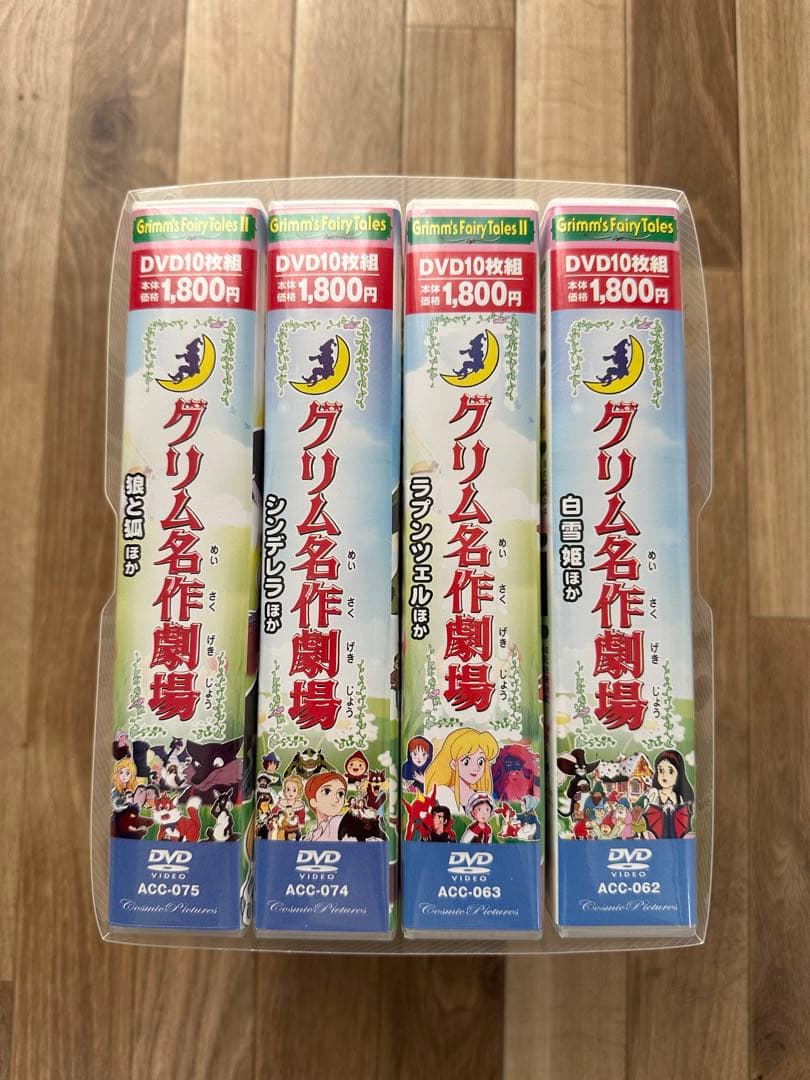 Grimm's Fairy Tales II
DVD10枚組
本体価格 1,800円
グリム名作劇場
めい さく げき じょう
狼と狐 ほか
DVD
VIDEO
ACC-075
Cosmic Pictures
Grimm's Fairy Tales
DVD10枚組
本体価格 1,800円
グリム名作劇場
めい さく げき じょう
シンデレラ ほか
DVD
VIDEO
ACC-074
Cosmic Pictures
Grimm's Fairy Tales II
DVD10枚組
本体価格 1,800円
グリム名作劇場
めい さく げき じょう
ラプンツェル ほか
DVD
VIDEO
ACC-063
Cosmic Pictures
Grimm's Fairy Tales
DVD10枚組
本体価格 1,800円
グリム名作劇場
めい さく げき じょう
白雪姫 ほか
DVD
VIDEO
ACC-062
Cosmic Pictures